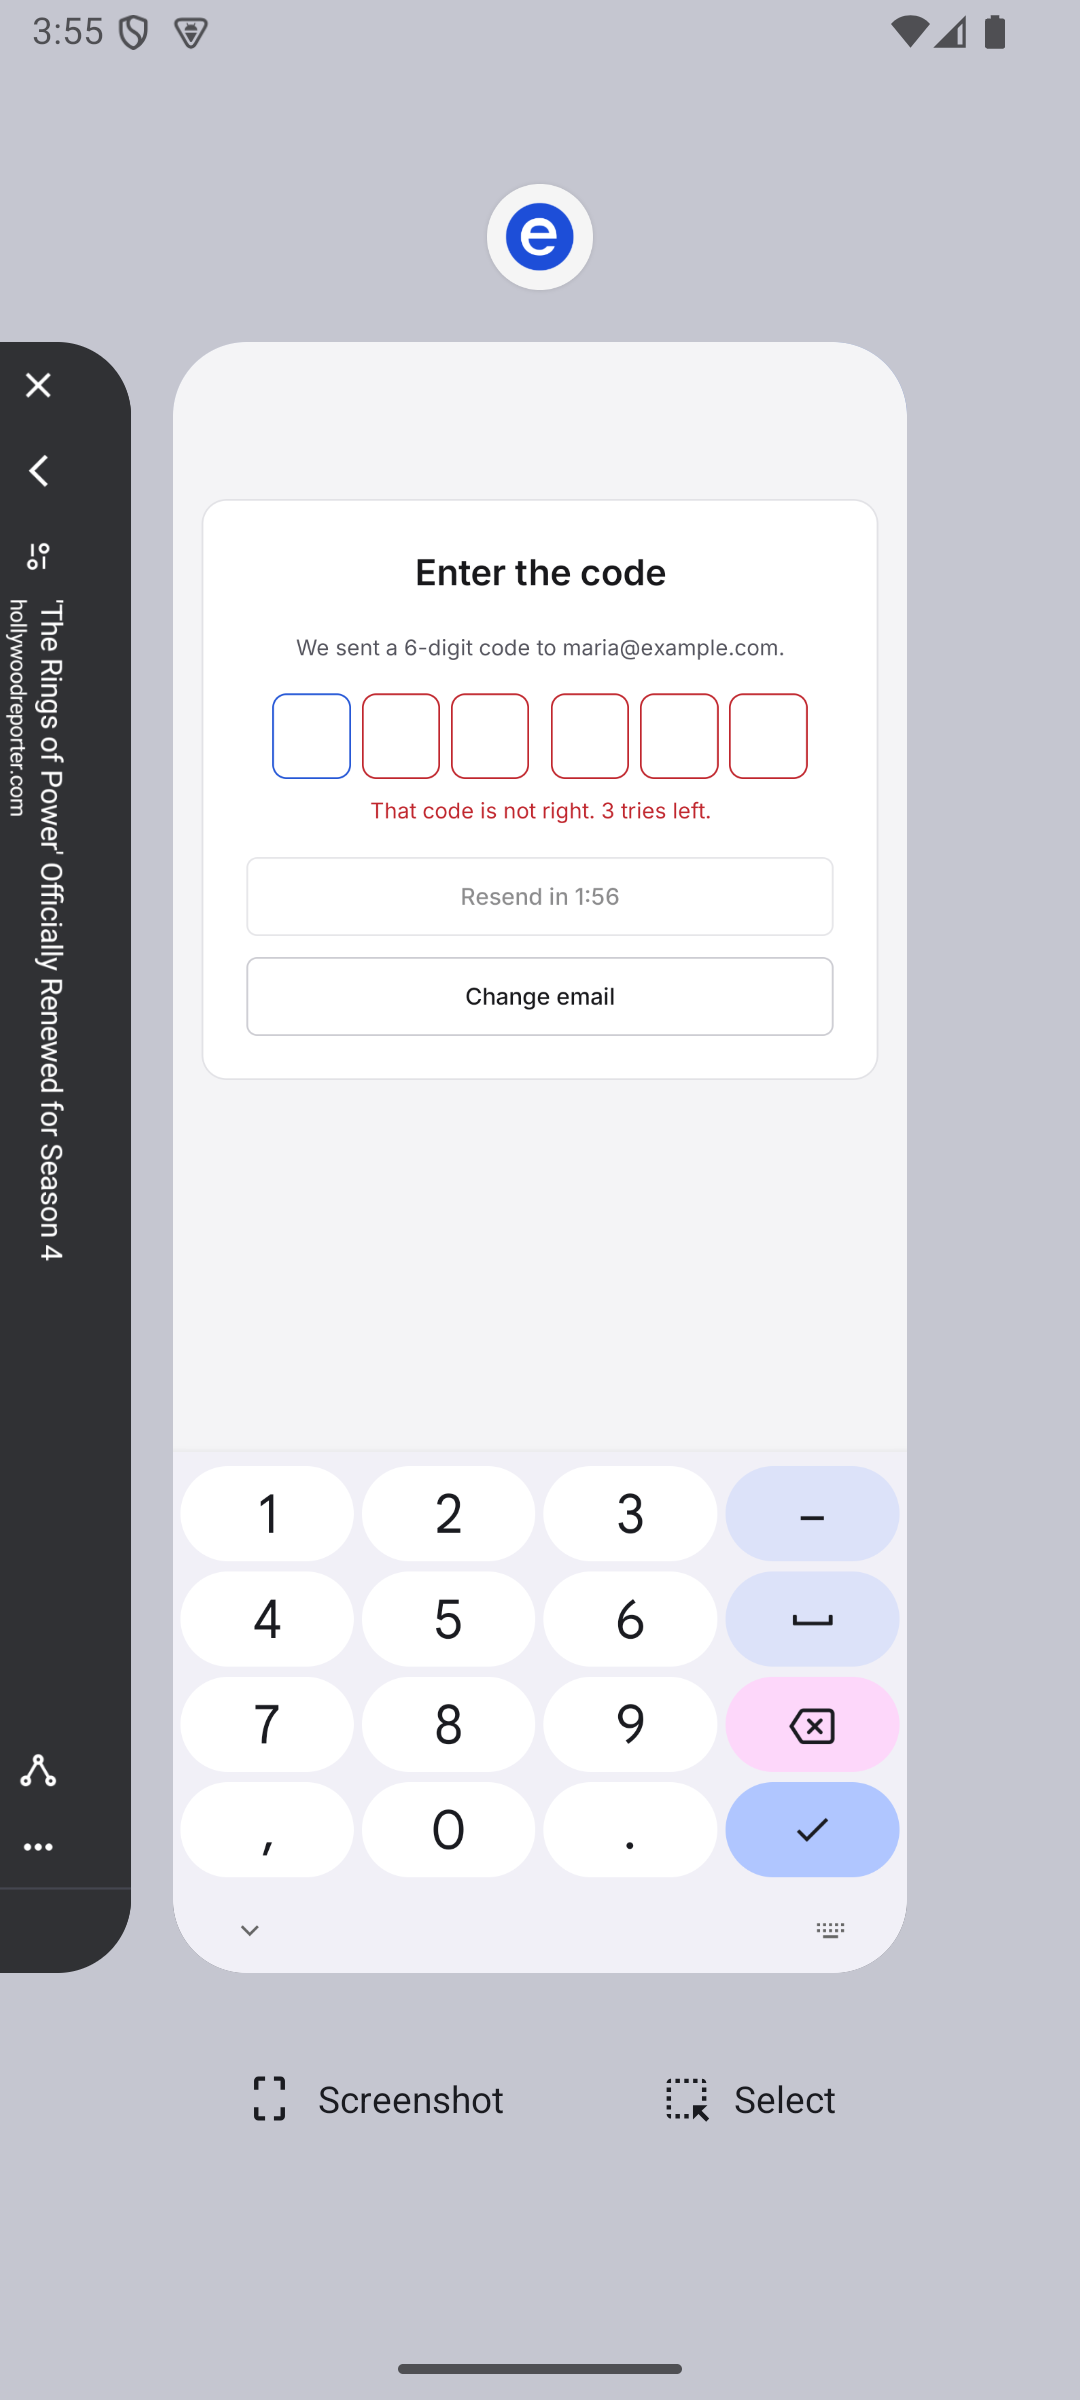 3:55
e
'The Rings of Power' Officially Renewed for Season 4
hollywoodreporter.com
Enter the code
We sent a 6-digit code to maria@example.com.
That code is not right. 3 tries left.
Resend in 1:56
Change email
1 2 3 –
4 5 6
7 8 9
, 0 .
Screenshot
Select